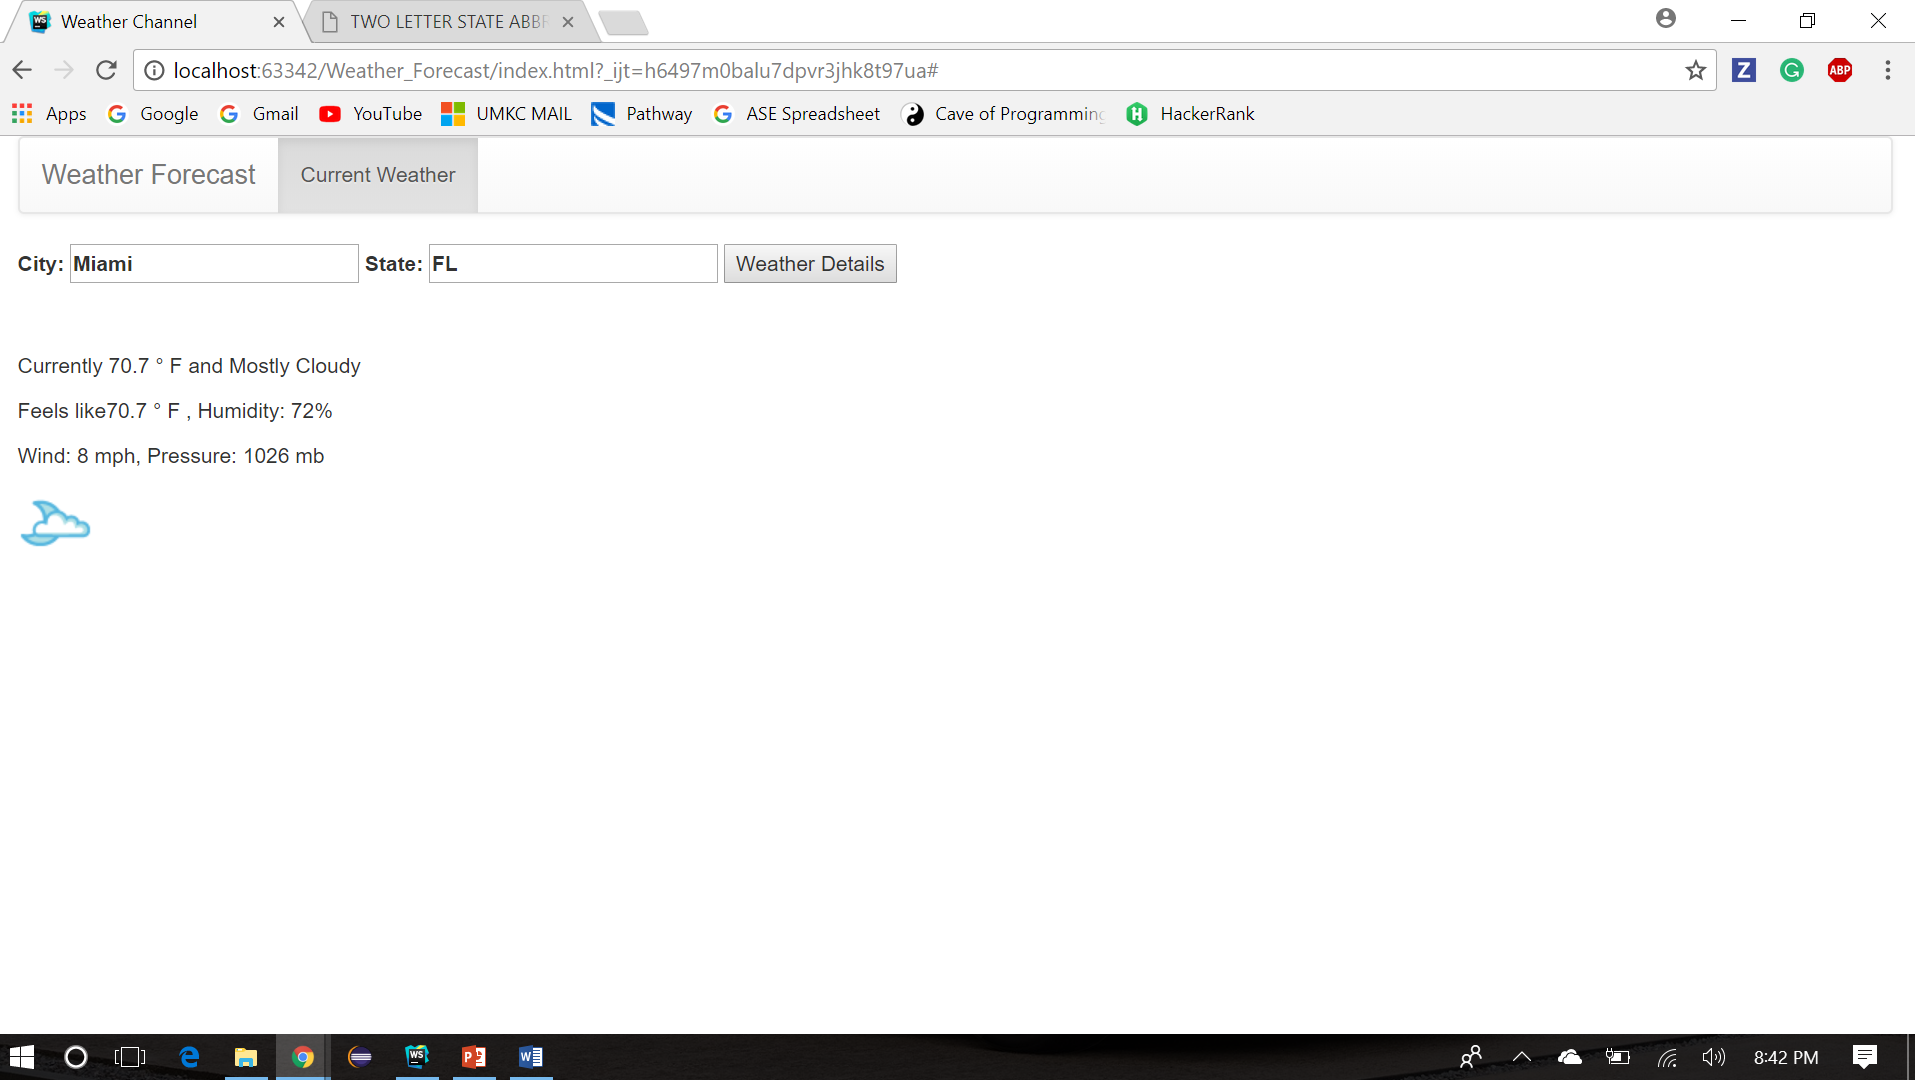 Weather Channel
TWO LETTER STATE ABB
localhost:63342/Weather_Forecast/index.html?_ijt=h6497m0balu7dpvr3jhk8t97ua#
Z
G
ABP
Apps Google Gmail YouTube UMKC MAIL Pathway ASE Spreadsheet Cave of Programming HackerRank
Weather Forecast Current Weather
City: Miami State: FL Weather Details
Currently 70.7 ° F and Mostly Cloudy
Feels like70.7 ° F , Humidity: 72%
Wind: 8 mph, Pressure: 1026 mb
8:42 PM